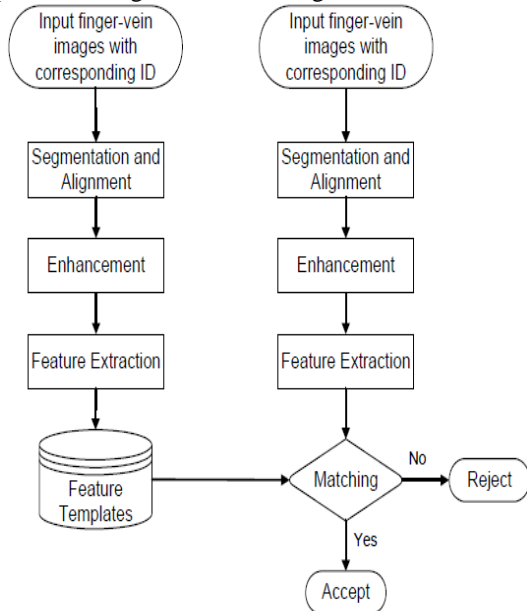 Input finger-vein
images with
corresponding ID
Segmentation and
Alignment
Enhancement
Feature Extraction
Feature
Templates
Input finger-vein
images with
corresponding ID
Segmentation and
Alignment
Enhancement
Feature Extraction
Matching
No
Reject
Yes
Accept